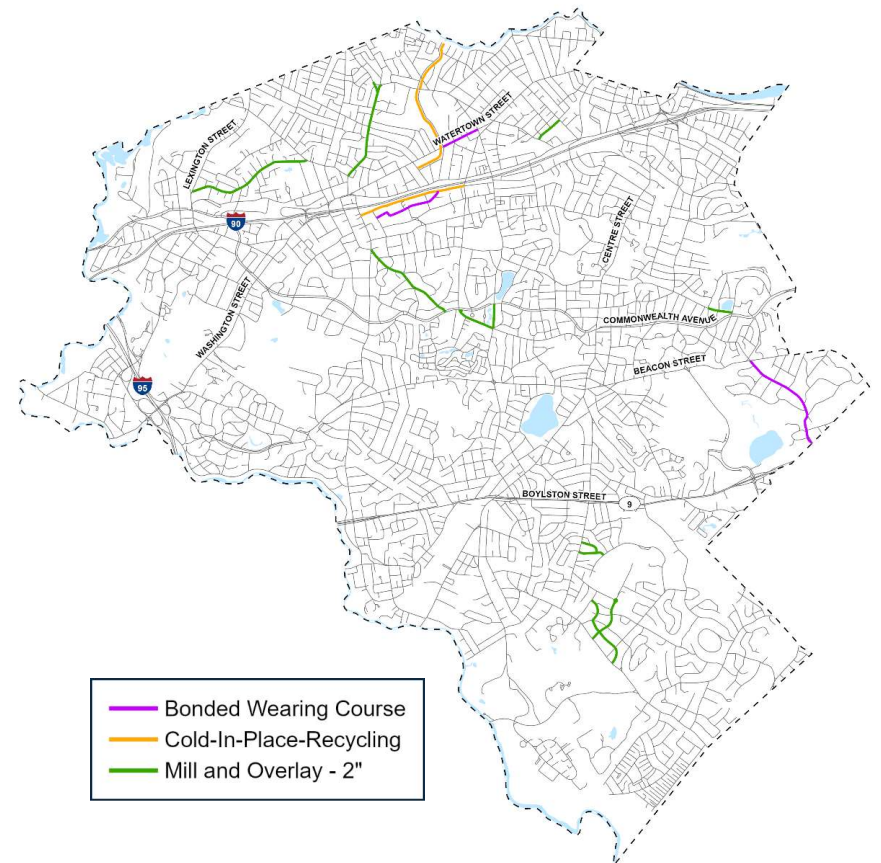 WATERTOWN STREET
LEXINGTON STREET
90
CENTRE STREET
WASHINGTON STREET
COMMONWEALTH AVENUE
BEACON STREET
95
BOYLSTON STREET
9
Bonded Wearing Course
Cold-In-Place-Recycling
Mill and Overlay - 2"